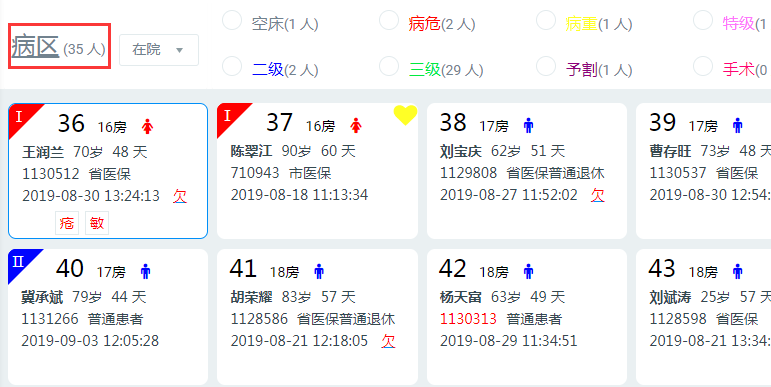 病区 (35 人) 在院
空床(1 人) 病危(2 人) 病重(1 人) 特级(1
二级(2 人) 三级(29 人) 予割(1 人) 手术(0
I 36 16房
王润兰 70岁 48 天
1130512 省医保
2019-08-30 13:24:13 欠
疮 敏
I 37 16房
陈翠江 90岁 60 天
710943 市医保
2019-08-18 11:13:34
38 17房
刘宝庆 62岁 51 天
1129808 省医保普通退休
2019-08-27 11:52:02 欠
39 17房
曹存旺 73岁 48 天
1130537 省医保
2019-08-30 12:54:
II 40 17房
冀承斌 79岁 44 天
1131266 普通患者
2019-09-03 12:05:28
41 18房
胡荣耀 83岁 57 天
1128586 省医保普通退休
2019-08-21 12:18:05 欠
42 18房
杨天富 63岁 49 天
1130313 普通患者
2019-08-29 11:34:51
43 18房
刘斌涛 25岁 57 天
1128598 省医保
2019-08-21 13:34: